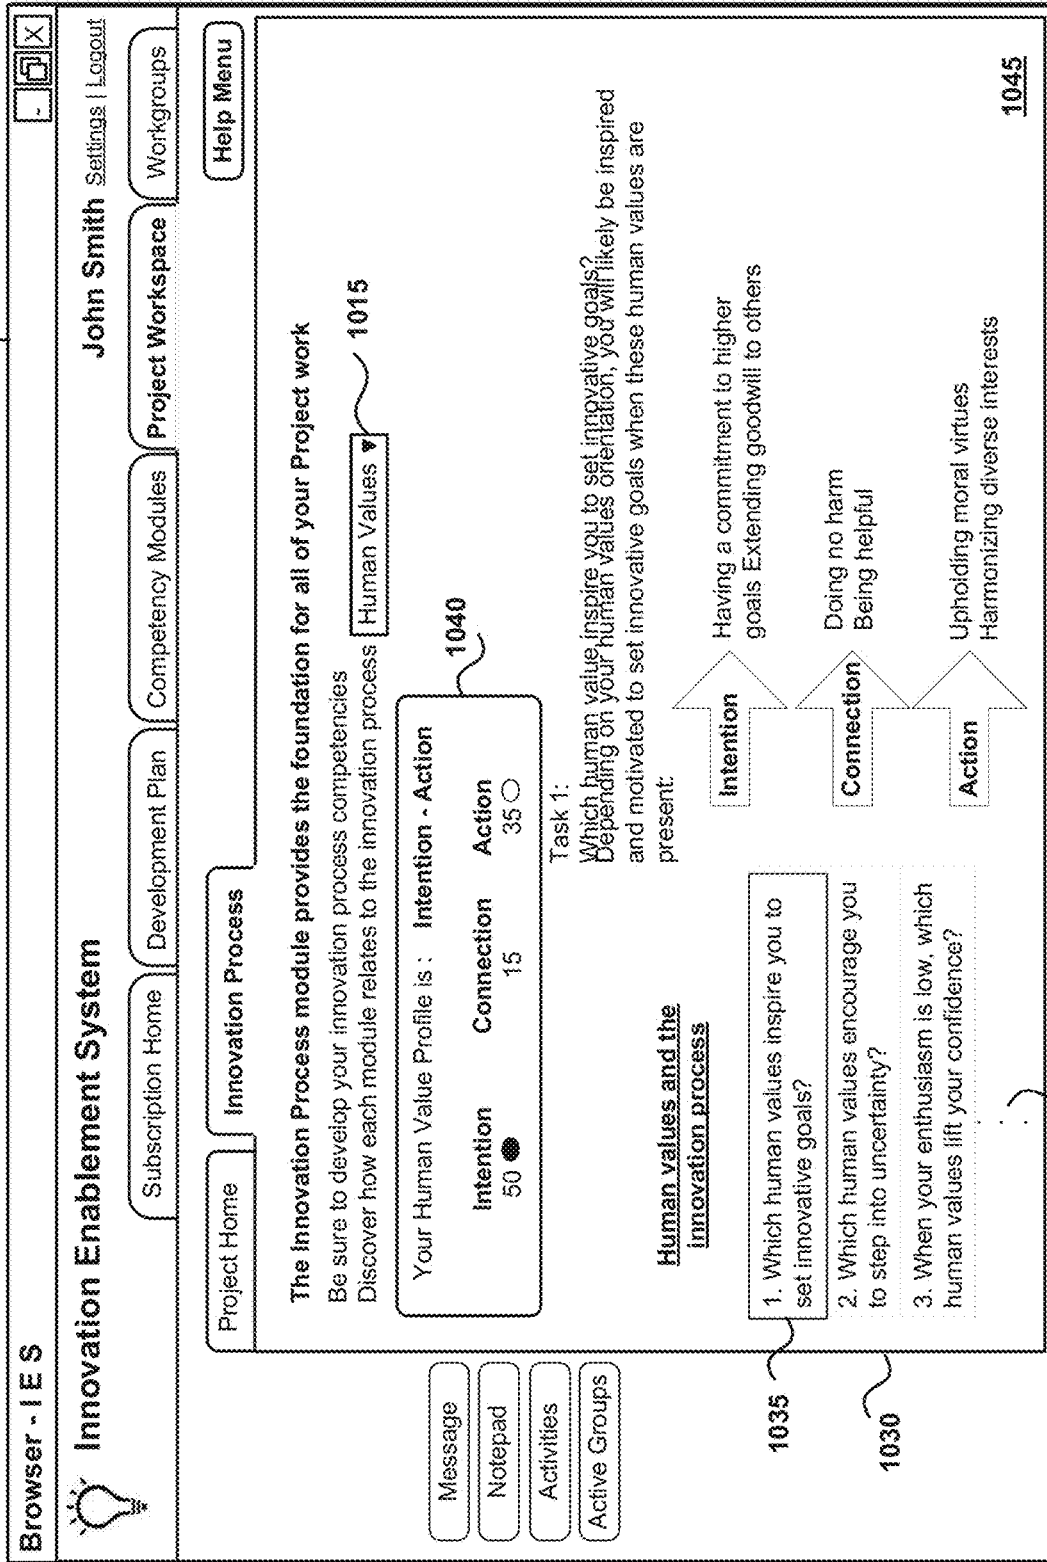 Browser - I E S
- X
Innovation Enablement System
John Smith Settings | Logout
Subscription Home
Development Plan
Competency Modules
Project Workspace
Workgroups
Project Home
Innovation Process
Help Menu
Message
Notepad
Activities
Active Groups
The Innovation Process module provides the foundation for all of your Project work
Be sure to develop your innovation process competencies
Discover how each module relates to the innovation process
Human Values
1015
Your Human Value Profile is : Intention - Action
Intention Connection Action
50 15 35
1040
Task 1:
Which human value inspire you to set innovative goals?
Depending on your human values orientation, you will likely be inspired
and motivated to set innovative goals when these human values are
present:
Human values and the
innovation process
1. Which human values inspire you to
set innovative goals?
2. Which human values encourage you
to step into uncertainty?
3. When your enthusiasm is low, which
human values lift your confidence?
1035
1030
Intention
Having a commitment to higher
goals Extending goodwill to others
Connection
Doing no harm
Being helpful
Action
Upholding moral virtues
Harmonizing diverse interests
1045